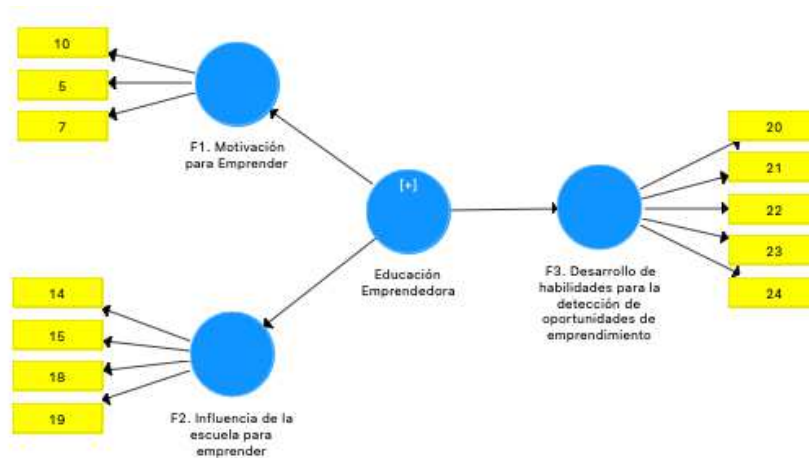 10
5
7
F1. Motivación
para Emprender
[+]
Educación
Emprendedora
20
21
22
23
24
F3. Desarrollo de
habilidades para la
detección de
oportunidades de
emprendimiento
14
15
18
19
F2. Influencia de la
escuela para
emprender